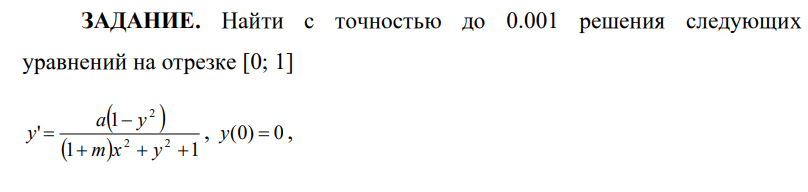 ЗАДАНИЕ. Найти с точностью до 0.001 решения следующих
уравнений на отрезке [0; 1]
y' = a(1 − y²) / ((1 + m)x² + y² + 1), y(0) = 0,